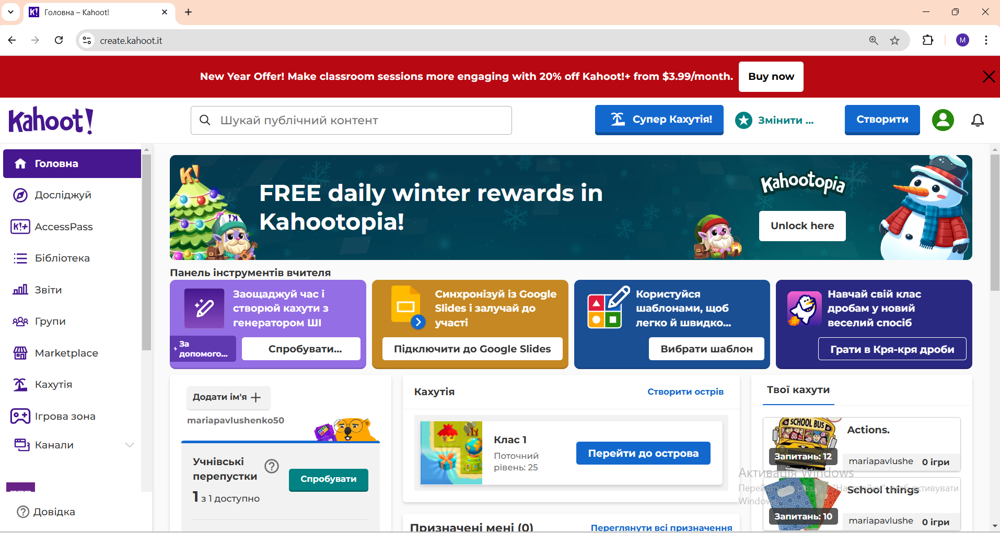 Головна – Kahoot!
create.kahoot.it
M
New Year Offer! Make classroom sessions more engaging with 20% off Kahoot!+ from $3.99/month.
Buy now
Kahoot!
Шукай публічний контент
Супер Кахутія!
Змінити ...
Створити
Головна
Досліджуй
K!+ AccessPass
Бібліотека
Звіти
Групи
Marketplace
Кахутія
Ігрова зона
Канали
Довідка
K!
FREE daily winter rewards in
Kahootopia!
Kahootopia
Unlock here
Панель інструментів вчителя
Заощаджуй час і
створюй кахути з
генератором ШІ
За
допомого...
Спробувати...
Синхронізуй із Google
Slides і залучай до
участі
Підключити до Google Slides
Користуйся
шаблонами, щоб
легко й швидко...
Вибрати шаблон
Навчай свій клас
дробам у новий
веселий спосіб
Грати в Кря-кря дроби
Додати ім'я
mariapavlushenko50
Учнівські
перепустки
1 з 1 доступно
Спробувати
Кахутія
Створити острів
Клас 1
Поточний
рівень: 25
Перейти до острова
Призначені мені (0)
Переглянути всі призначення
Твої кахути
SCHOOL BUS
Actions.
Запитань: 12
mariapavlushe
0 ігри
School things
Запитань: 10
mariapavlushe
0 ігри
Активація Windows
активувати